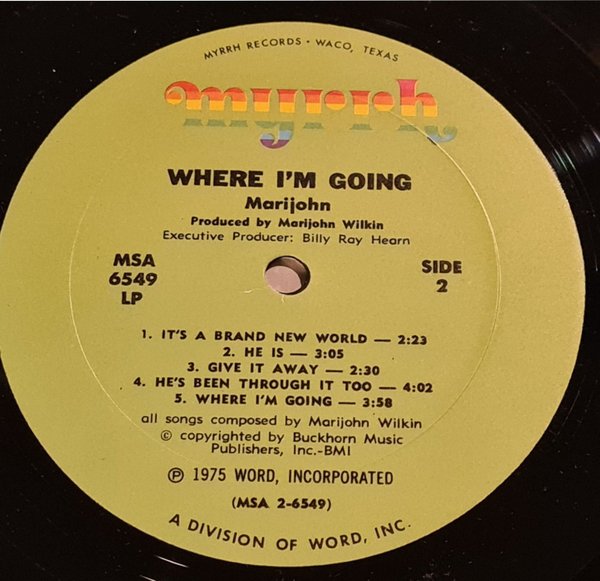 MYRRH RECORDS • WACO, TEXAS
myrrh
WHERE I'M GOING
Marijohn
Produced by Marijohn Wilkin
Executive Producer: Billy Ray Hearn
MSA
6549
LP
SIDE
2
1. IT'S A BRAND NEW WORLD — 2:23
2. HE IS — 3:05
3. GIVE IT AWAY — 2:30
4. HE'S BEEN THROUGH IT TOO — 4:02
5. WHERE I'M GOING — 3:58
all songs composed by Marijohn Wilkin
© copyrighted by Buckhorn Music
Publishers, Inc.-BMI
℗ 1975 WORD, INCORPORATED
(MSA 2-6549)
A DIVISION OF WORD, INC.